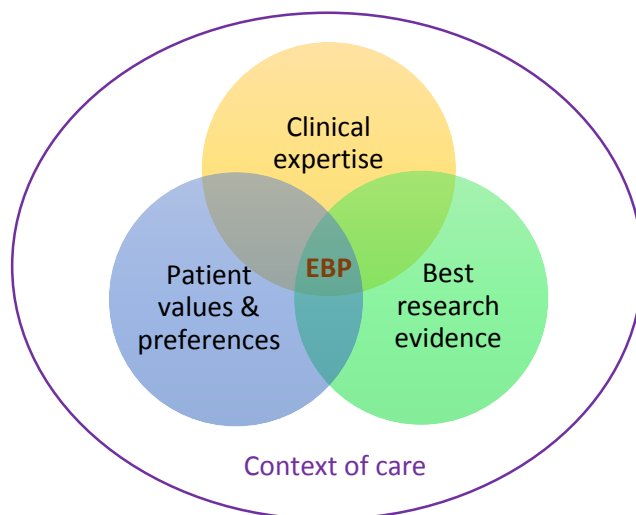 Clinical
expertise
EBP
Patient
values &
preferences
Best
research
evidence
Context of care